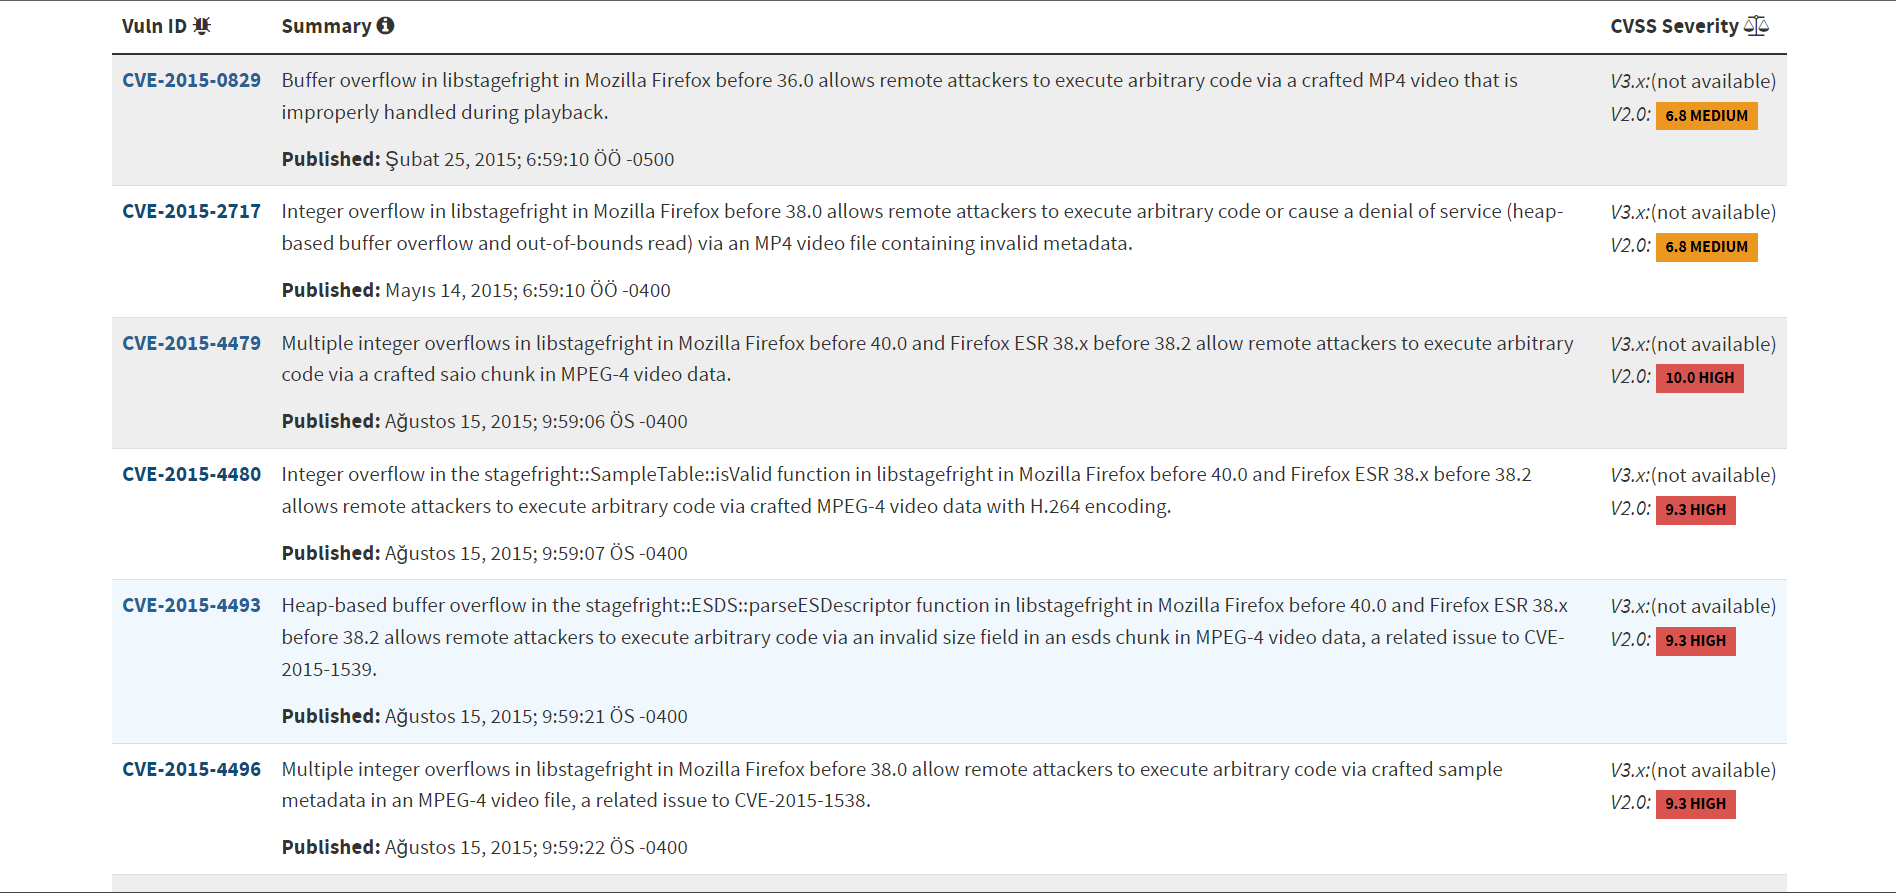 Vuln ID Summary CVSS Severity
CVE-2015-0829 Buffer overflow in libstagefright in Mozilla Firefox before 36.0 allows remote attackers to execute arbitrary code via a crafted MP4 video that is V3.x:(not available)
improperly handled during playback. V2.0: 6.8 MEDIUM
Published: Şubat 25, 2015; 6:59:10 ÖÖ -0500
CVE-2015-2717 Integer overflow in libstagefright in Mozilla Firefox before 38.0 allows remote attackers to execute arbitrary code or cause a denial of service (heap- V3.x:(not available)
based buffer overflow and out-of-bounds read) via an MP4 video file containing invalid metadata. V2.0: 6.8 MEDIUM
Published: Mayıs 14, 2015; 6:59:10 ÖÖ -0400
CVE-2015-4479 Multiple integer overflows in libstagefright in Mozilla Firefox before 40.0 and Firefox ESR 38.x before 38.2 allow remote attackers to execute arbitrary V3.x:(not available)
code via a crafted saio chunk in MPEG-4 video data. V2.0: 10.0 HIGH
Published: Ağustos 15, 2015; 9:59:06 ÖS -0400
CVE-2015-4480 Integer overflow in the stagefright::SampleTable::isValid function in libstagefright in Mozilla Firefox before 40.0 and Firefox ESR 38.x before 38.2 V3.x:(not available)
allows remote attackers to execute arbitrary code via crafted MPEG-4 video data with H.264 encoding. V2.0: 9.3 HIGH
Published: Ağustos 15, 2015; 9:59:07 ÖS -0400
CVE-2015-4493 Heap-based buffer overflow in the stagefright::ESDS::parseESDescriptor function in libstagefright in Mozilla Firefox before 40.0 and Firefox ESR 38.x V3.x:(not available)
before 38.2 allows remote attackers to execute arbitrary code via an invalid size field in an esds chunk in MPEG-4 video data, a related issue to CVE- V2.0: 9.3 HIGH
2015-1539.
Published: Ağustos 15, 2015; 9:59:21 ÖS -0400
CVE-2015-4496 Multiple integer overflows in libstagefright in Mozilla Firefox before 38.0 allow remote attackers to execute arbitrary code via crafted sample V3.x:(not available)
metadata in an MPEG-4 video file, a related issue to CVE-2015-1538. V2.0: 9.3 HIGH
Published: Ağustos 15, 2015; 9:59:22 ÖS -0400